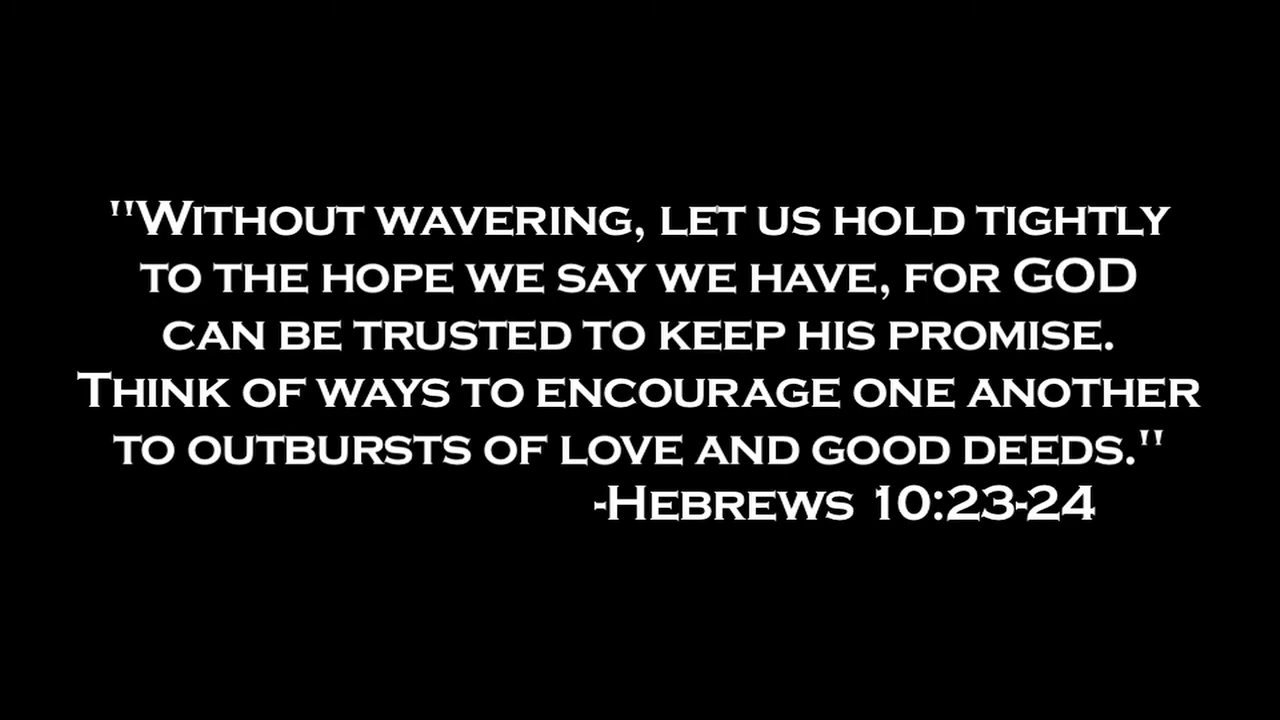 "Without wavering, let us hold tightly
to the hope we say we have, for GOD
can be trusted to keep his promise.
Think of ways to encourage one another
to outbursts of love and good deeds."
-Hebrews 10:23-24